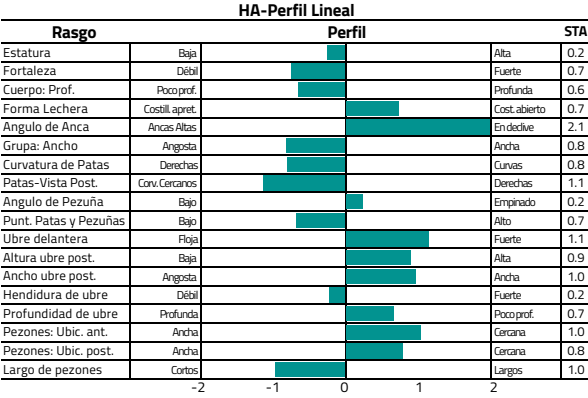 HA-Perfil Lineal
Rasgo Perfil STA
Estatura Baja Alta 0.2
Fortaleza Débil Fuerte 0.7
Cuerpo: Prof. Poco prof. Profunda 0.6
Forma Lechera Costill. apret. Cost. abierto 0.7
Angulo de Anca Ancas Altas En declive 2.1
Grupa: Ancho Angosta Ancha 0.8
Curvatura de Patas Derechas Curvas 0.8
Patas-Vista Post. Corv. Cercanos Derechas 1.1
Angulo de Pezuña Bajo Empinado 0.2
Punt. Patas y Pezuñas Bajo Alto 0.7
Ubre delantera Floja Fuerte 1.1
Altura ubre post. Baja Alta 0.9
Ancho ubre post. Angosta Ancha 1.0
Hendidura de ubre Débil Fuerte 0.2
Profundidad de ubre Profunda Poco prof. 0.7
Pezones: Ubic. ant. Ancha Cercana 1.0
Pezones: Ubic. post. Ancha Cercana 0.8
Largo de pezones Cortos Largos 1.0
-2 -1 0 1 2